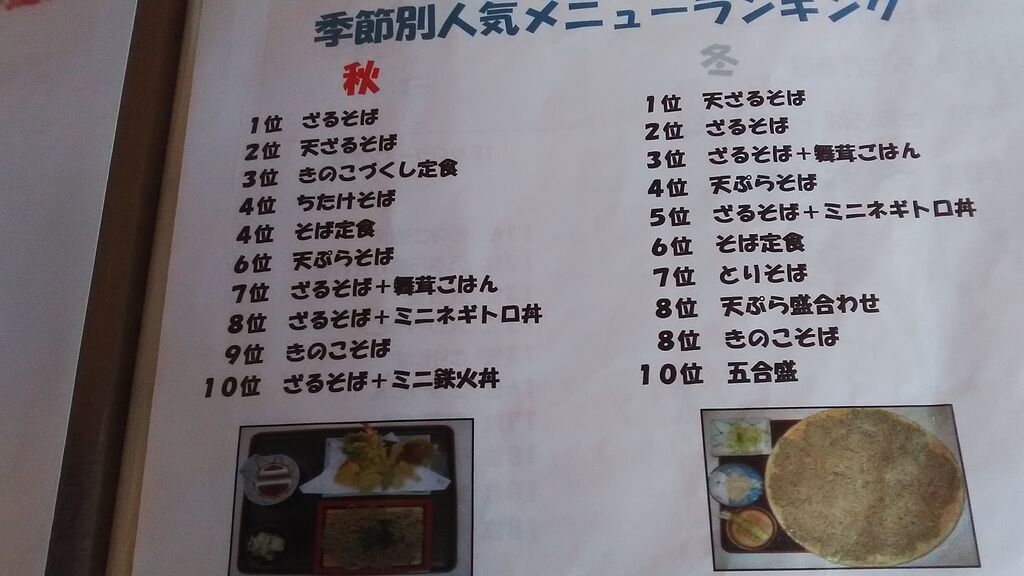 季節別人気メニューランキング
秋
1位 ざるそば
2位 天ざるそば
3位 きのこづくし定食
4位 ちたけそば
4位 そば定食
6位 天ぷらそば
7位 ざるそば+舞茸ごはん
8位 ざるそば+ミニネギトロ丼
9位 きのこそば
10位 ざるそば+ミニ鉄火丼
冬
1位 天ざるそば
2位 ざるそば
3位 ざるそば+舞茸ごはん
4位 天ぷらそば
5位 ざるそば+ミニネギトロ丼
6位 そば定食
7位 とりそば
8位 天ぷら盛合わせ
8位 きのこそば
10位 五合盛